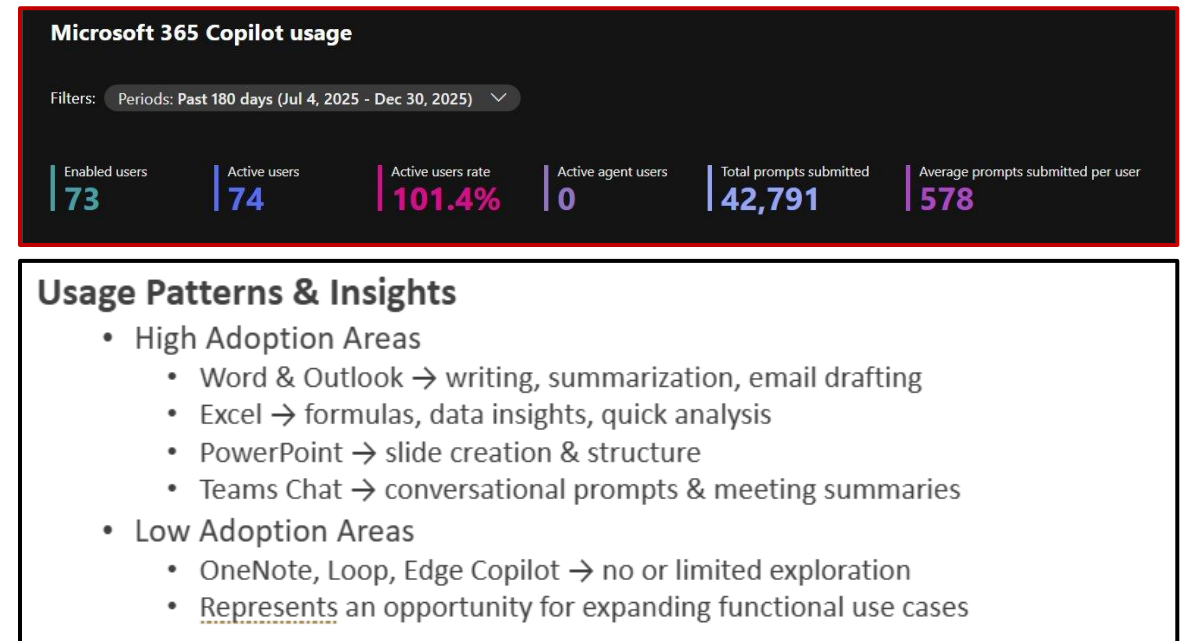 Microsoft 365 Copilot usage
Filters: Periods: Past 180 days (Jul 4, 2025 - Dec 30, 2025)
Enabled users Active users Active users rate Active agent users Total prompts submitted Average prompts submitted per user
73 74 101.4% 0 42,791 578
Usage Patterns & Insights
• High Adoption Areas
• Word & Outlook → writing, summarization, email drafting
• Excel → formulas, data insights, quick analysis
• PowerPoint → slide creation & structure
• Teams Chat → conversational prompts & meeting summaries
• Low Adoption Areas
• OneNote, Loop, Edge Copilot → no or limited exploration
• Represents an opportunity for expanding functional use cases